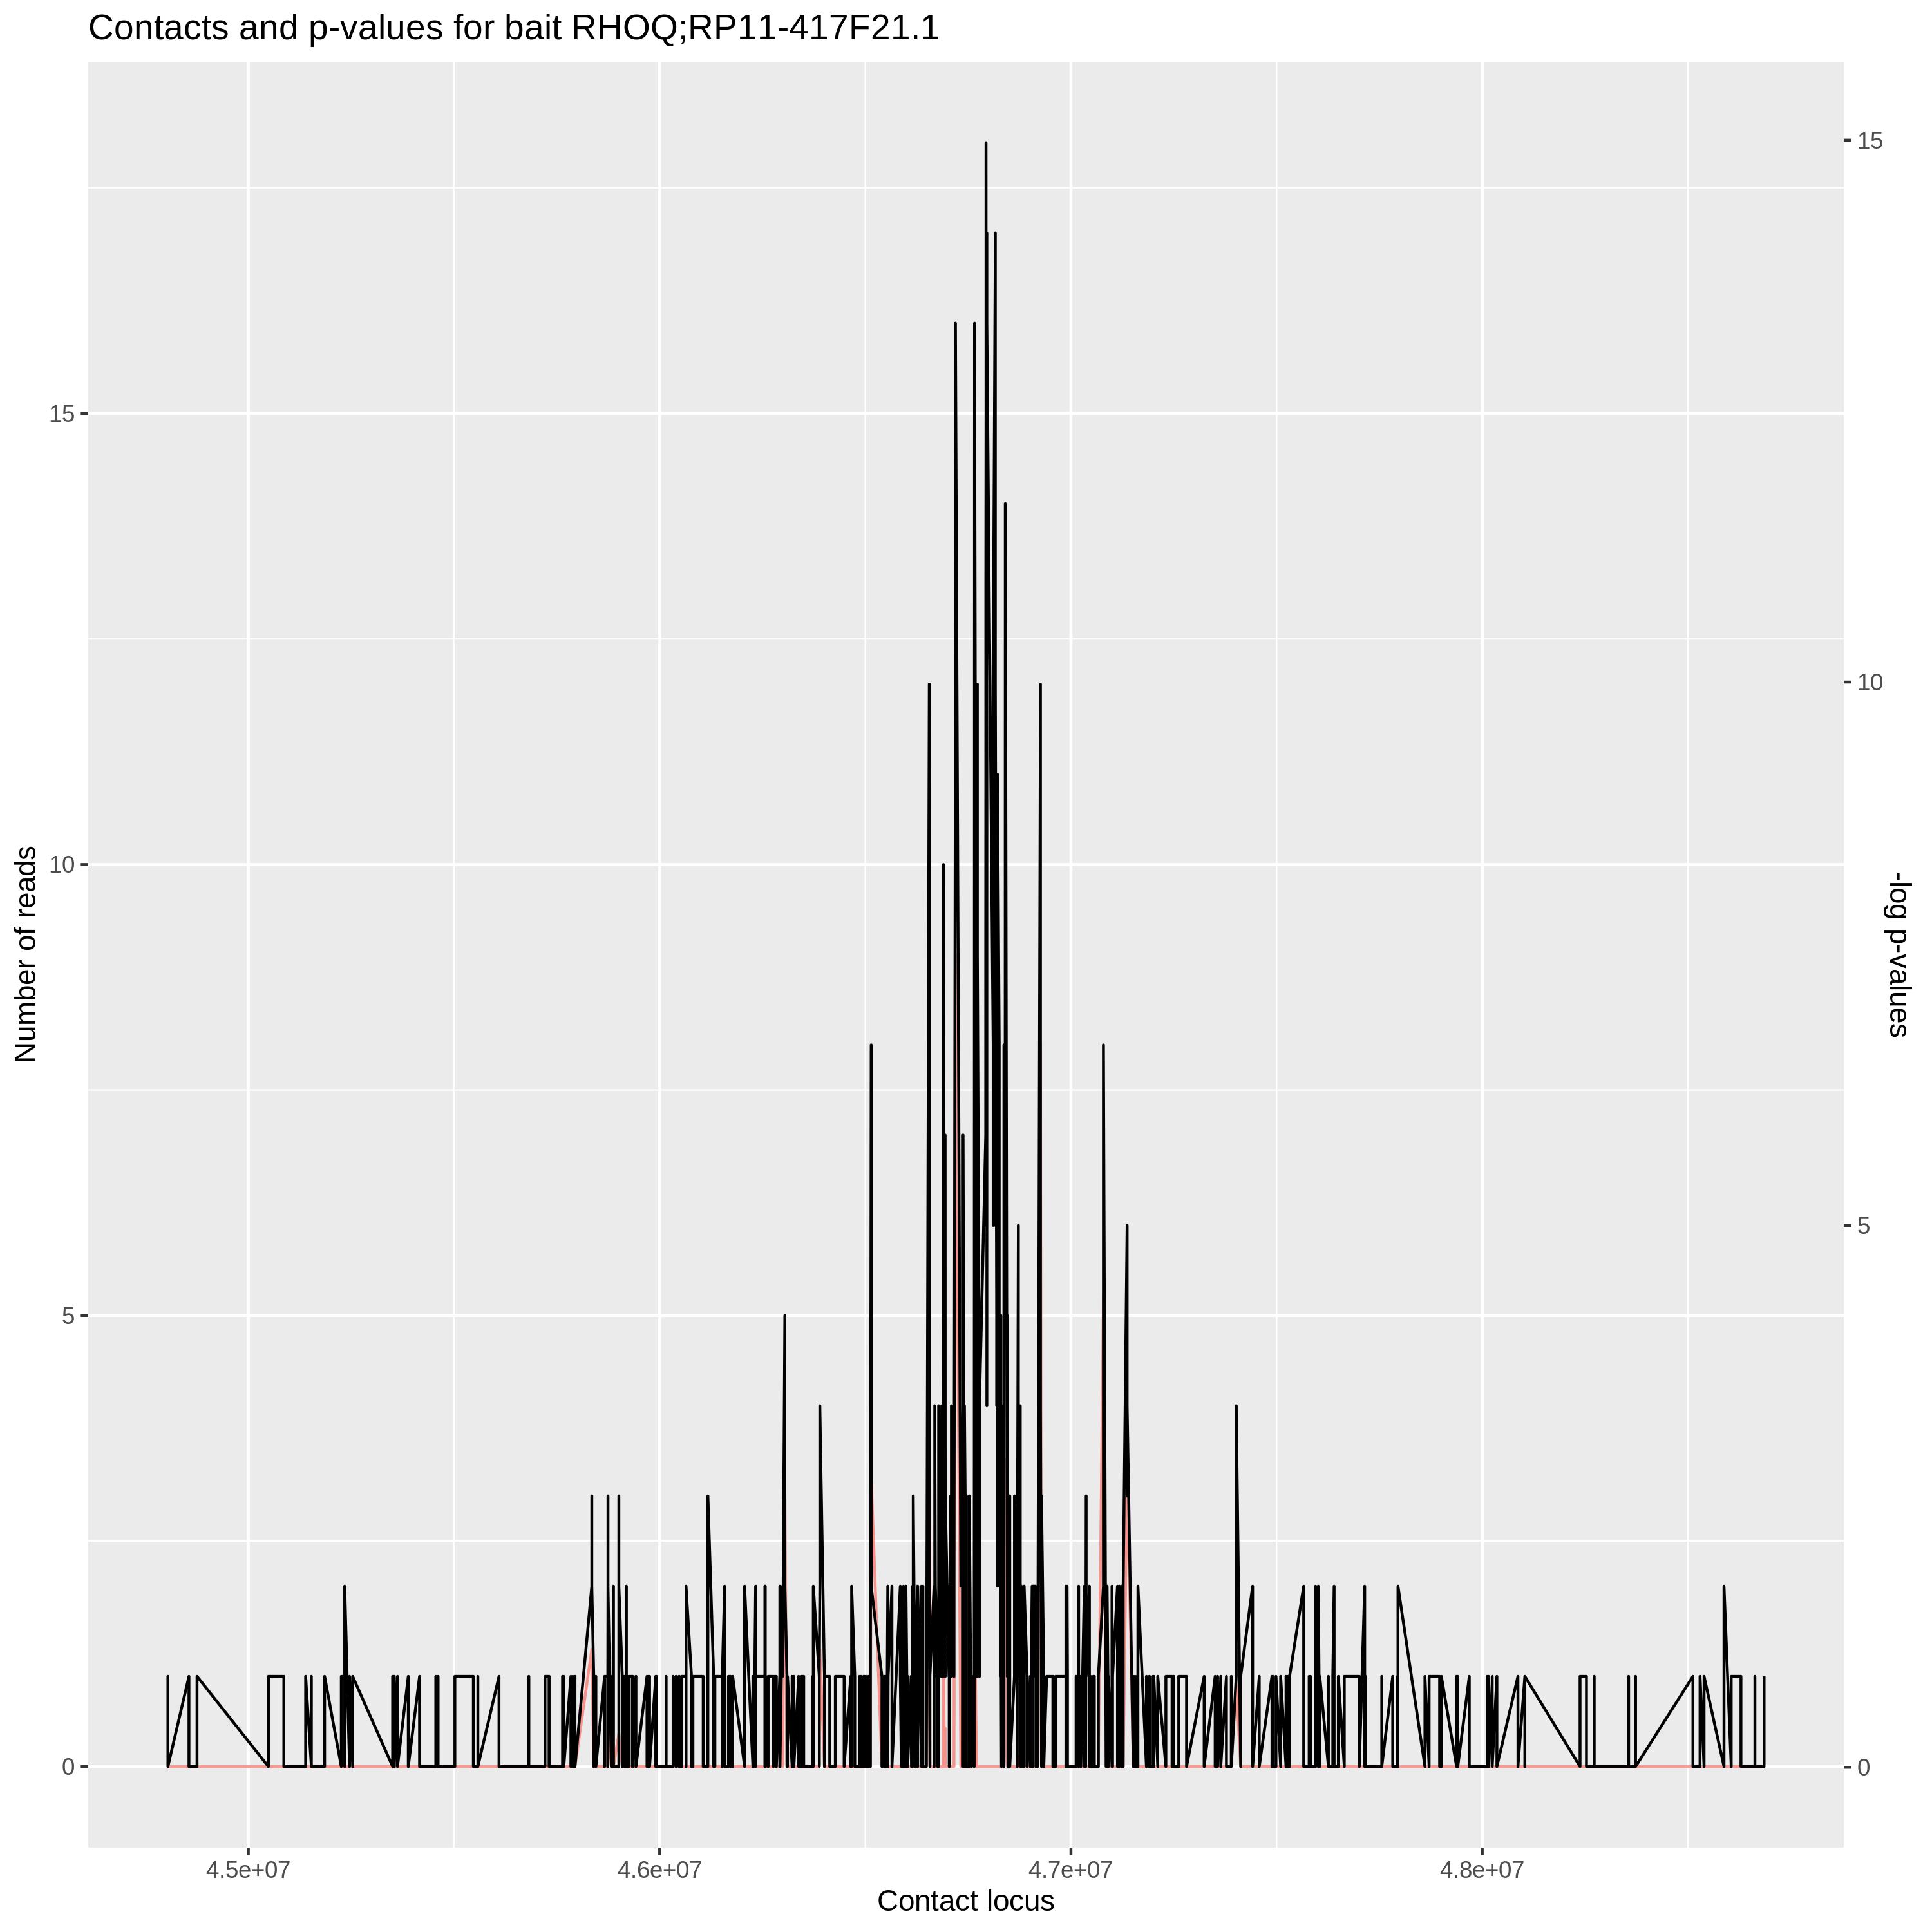 Contacts and p-values for bait RHOQ;RP11-417F21.1
15
10
5
0
Number of reads
15
10
5
0
-log p-values
4.5e+07 4.6e+07 4.7e+07 4.8e+07
Contact locus